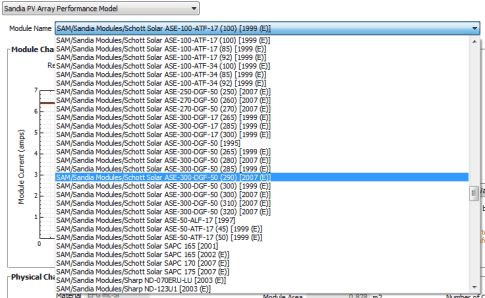 Sandia PV Array Performance Model
Module Name SAM/Sandia Modules/Schott Solar ASE-100-ATF-17 (100) [1999 (E)]
SAM/Sandia Modules/Schott Solar ASE-100-ATF-17 (100) [1999 (E)]
SAM/Sandia Modules/Schott Solar ASE-100-ATF-17 (85) [1999 (E)]
SAM/Sandia Modules/Schott Solar ASE-100-ATF-17 (92) [1999 (E)]
SAM/Sandia Modules/Schott Solar ASE-100-ATF-34 (100) [1999 (E)]
SAM/Sandia Modules/Schott Solar ASE-100-ATF-34 (85) [1999 (E)]
SAM/Sandia Modules/Schott Solar ASE-100-ATF-34 (92) [1999 (E)]
SAM/Sandia Modules/Schott Solar ASE-250-DGF-50 (250) [2007 (E)]
SAM/Sandia Modules/Schott Solar ASE-270-DGF-50 (260) [2007 (E)]
SAM/Sandia Modules/Schott Solar ASE-270-DGF-50 (270) [2007 (E)]
SAM/Sandia Modules/Schott Solar ASE-300-DGF-17 (265) [1999 (E)]
SAM/Sandia Modules/Schott Solar ASE-300-DGF-17 (285) [1999 (E)]
SAM/Sandia Modules/Schott Solar ASE-300-DGF-17 (300) [1999 (E)]
SAM/Sandia Modules/Schott Solar ASE-300-DGF-50 [1995]
SAM/Sandia Modules/Schott Solar ASE-300-DGF-50 (265) [1999 (E)]
SAM/Sandia Modules/Schott Solar ASE-300-DGF-50 (280) [2007 (E)]
SAM/Sandia Modules/Schott Solar ASE-300-DGF-50 (285) [1999 (E)]
SAM/Sandia Modules/Schott Solar ASE-300-DGF-50 (290) [2007 (E)]
SAM/Sandia Modules/Schott Solar ASE-300-DGF-50 (300) [1999 (E)]
SAM/Sandia Modules/Schott Solar ASE-300-DGF-50 (300) [2007 (E)]
SAM/Sandia Modules/Schott Solar ASE-300-DGF-50 (310) [2007 (E)]
SAM/Sandia Modules/Schott Solar ASE-300-DGF-50 (320) [2007 (E)]
SAM/Sandia Modules/Schott Solar ASE-50-ALF-17 [1997]
SAM/Sandia Modules/Schott Solar ASE-50-ATF-17 (45) [1999 (E)]
SAM/Sandia Modules/Schott Solar ASE-50-ATF-17 (50) [1999 (E)]
SAM/Sandia Modules/Schott Solar SAPC 165 [2001]
SAM/Sandia Modules/Schott Solar SAPC 165 [2002 (E)]
SAM/Sandia Modules/Schott Solar SAPC 170 [2007 (E)]
SAM/Sandia Modules/Schott Solar SAPC 175 [2007 (E)]
SAM/Sandia Modules/Sharp ND-070ERU-LU [2003 (E)]
SAM/Sandia Modules/Sharp ND-123U1 [2003 (E)]
Module Cha
Re
Module Current (amps)
7
6
5
4
3
2
1
0
Physical Cha
Material
Module Area 0.828 m2
Number of C